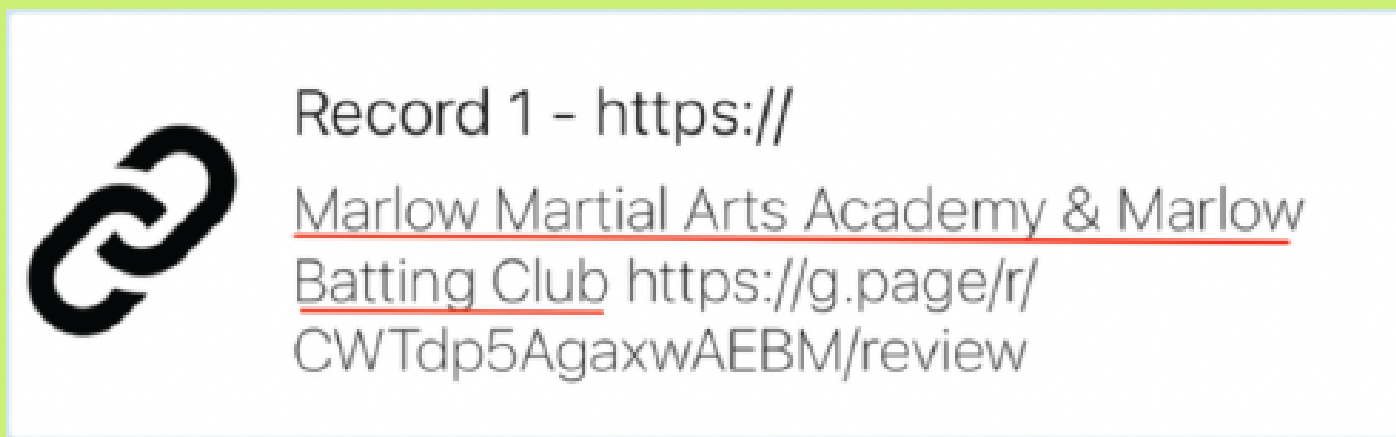 Record 1 - https://
Marlow Martial Arts Academy & Marlow
Batting Club https://g.page/r/
CWTdp5AgaxwAEBM/review